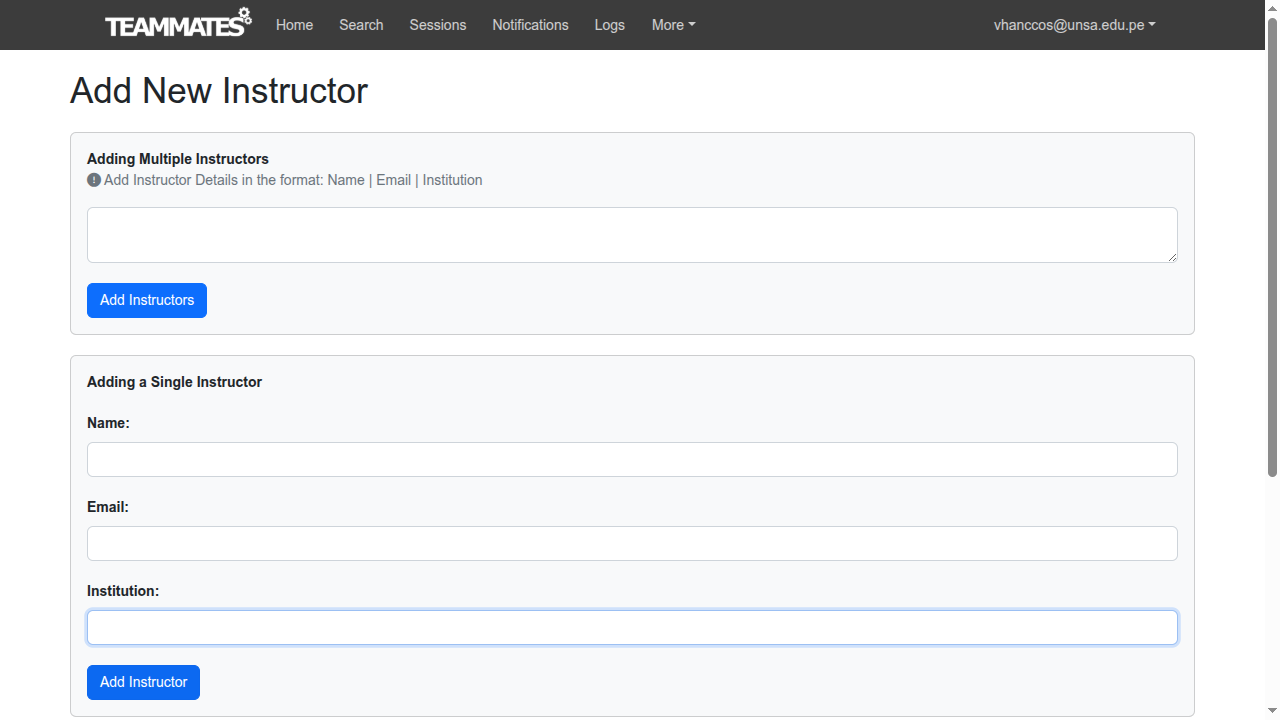 TEAMMATES Home Search Sessions Notifications Logs More vhanccos@unsa.edu.pe
Add New Instructor
Adding Multiple Instructors
Add Instructor Details in the format: Name | Email | Institution
Add Instructors
Adding a Single Instructor
Name:
Email:
Institution:
Add Instructor